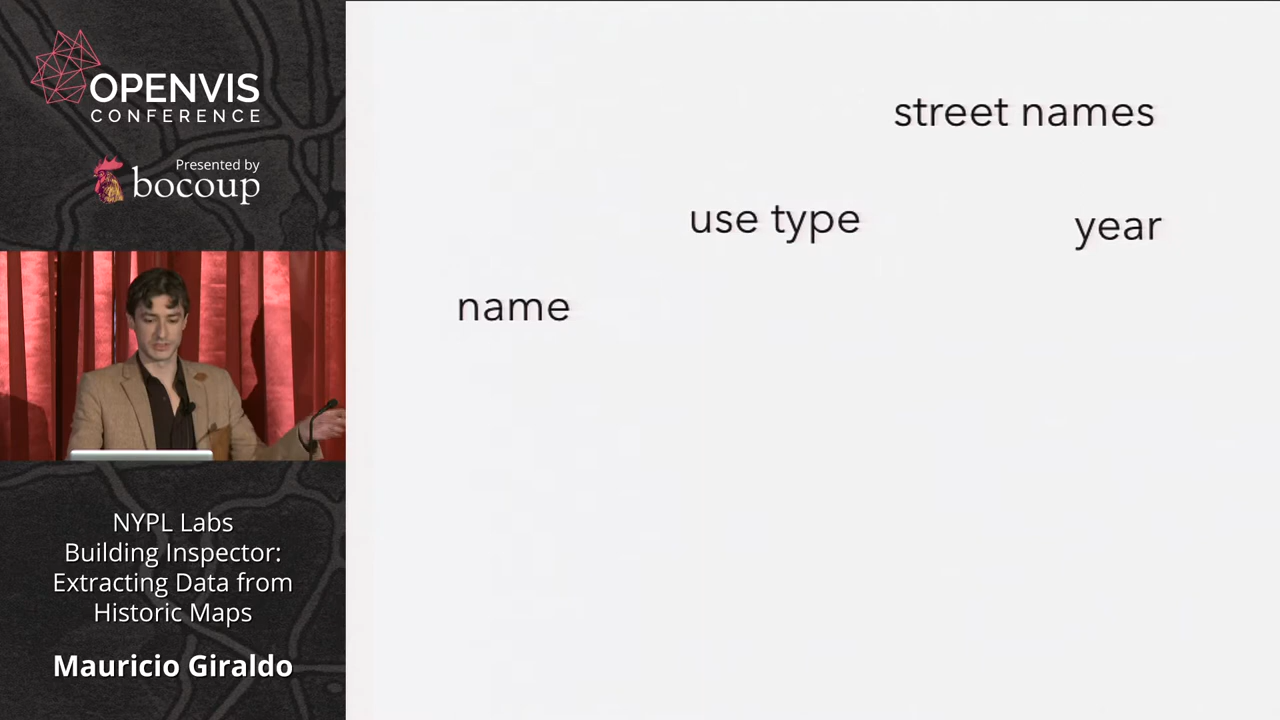 OPENVIS
CONFERENCE
Presented by
bocoup
NYPL Labs
Building Inspector:
Extracting Data from
Historic Maps
Mauricio Giraldo
street names
use type
year
name